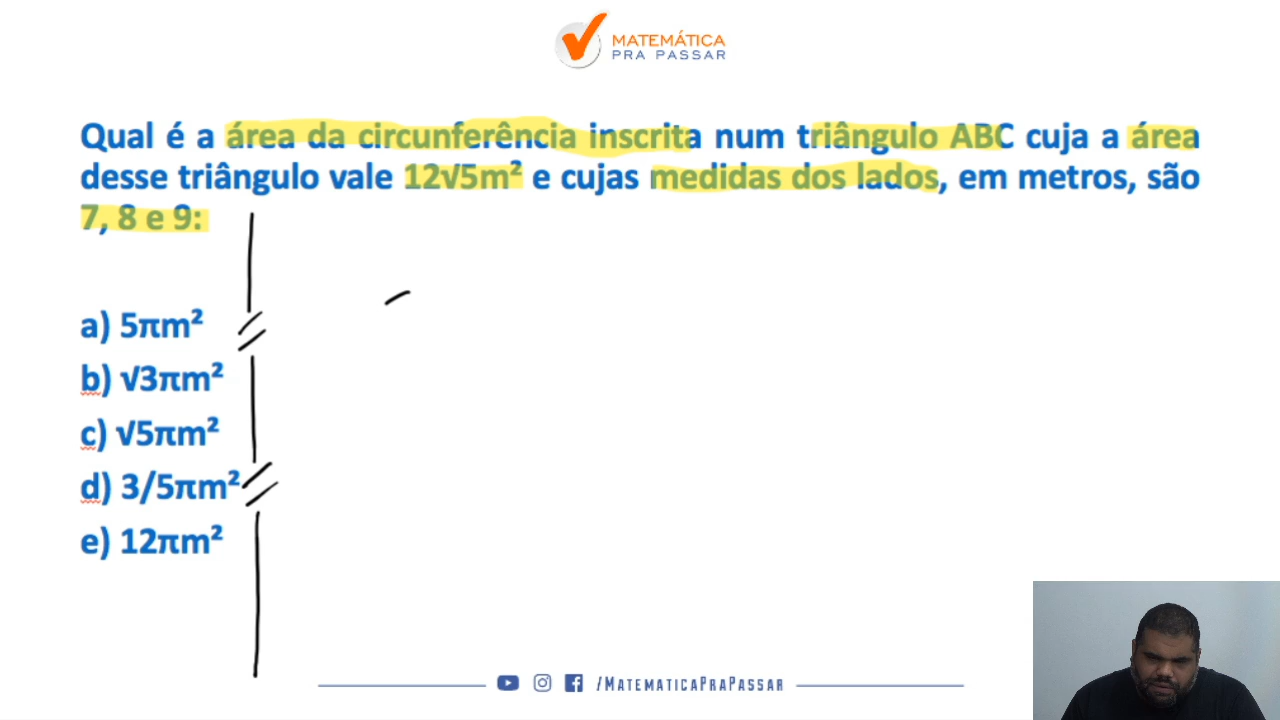 MATEMÁTICA
PRA PASSAR
Qual é a área da circunferência inscrita num triângulo ABC cuja a área
desse triângulo vale 12√5m² e cujas medidas dos lados, em metros, são
7, 8 e 9:
a) 5πm²
b) √3πm²
c) √5πm²
d) 3/5πm²
e) 12πm²
/MATEMATICAPRAPASSAR